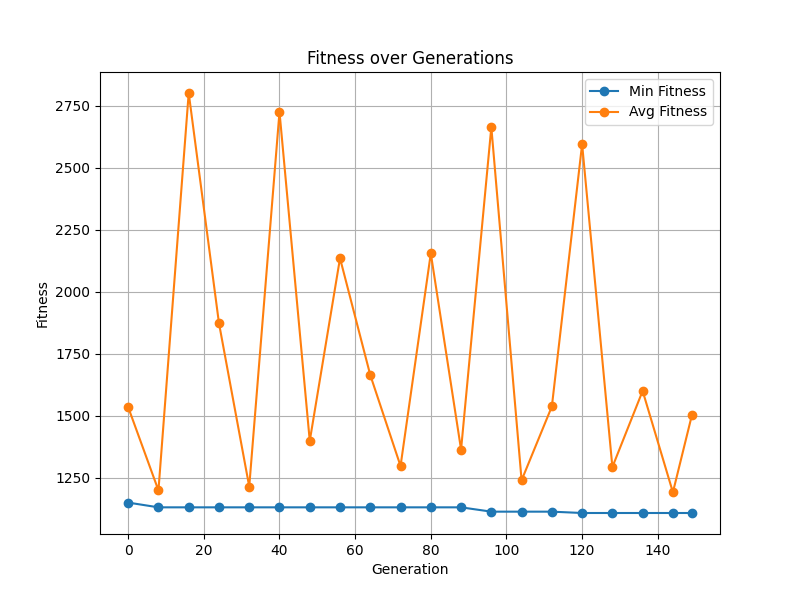 Fitness over Generations
Min Fitness
Avg Fitness
2750
2500
2250
2000
1750
1500
1250
Fitness
0 20 40 60 80 100 120 140
Generation